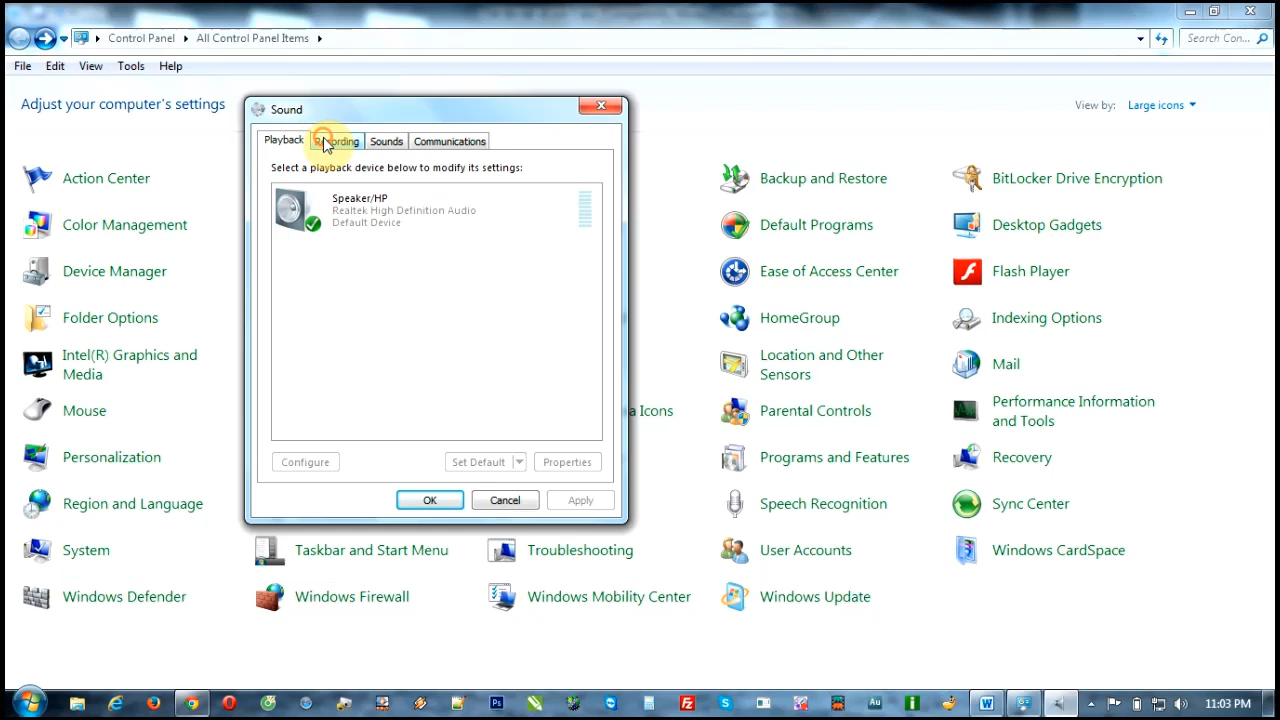 Control Panel
All Control Panel Items
Search Con...
File Edit View Tools Help
Adjust your computer's settings
View by: Large icons
Sound
Playback
Sounds
Communications
Select a playback device below to modify its settings:
Speaker/HP
Realtek High Definition Audio
Default Device
Configure
Set Default
Properties
OK
Cancel
Apply
Action Center
Backup and Restore
BitLocker Drive Encryption
Color Management
Default Programs
Desktop Gadgets
Device Manager
Ease of Access Center
Flash Player
Folder Options
HomeGroup
Indexing Options
Intel(R) Graphics and
Media
Location and Other
Sensors
Mail
Mouse
a Icons
Parental Controls
Performance Information
and Tools
Personalization
Programs and Features
Recovery
Region and Language
Speech Recognition
Sync Center
System
Taskbar and Start Menu
Troubleshooting
User Accounts
Windows CardSpace
Windows Defender
Windows Firewall
Windows Mobility Center
Windows Update
Ps
Fz
S
Au
W
11:03 PM